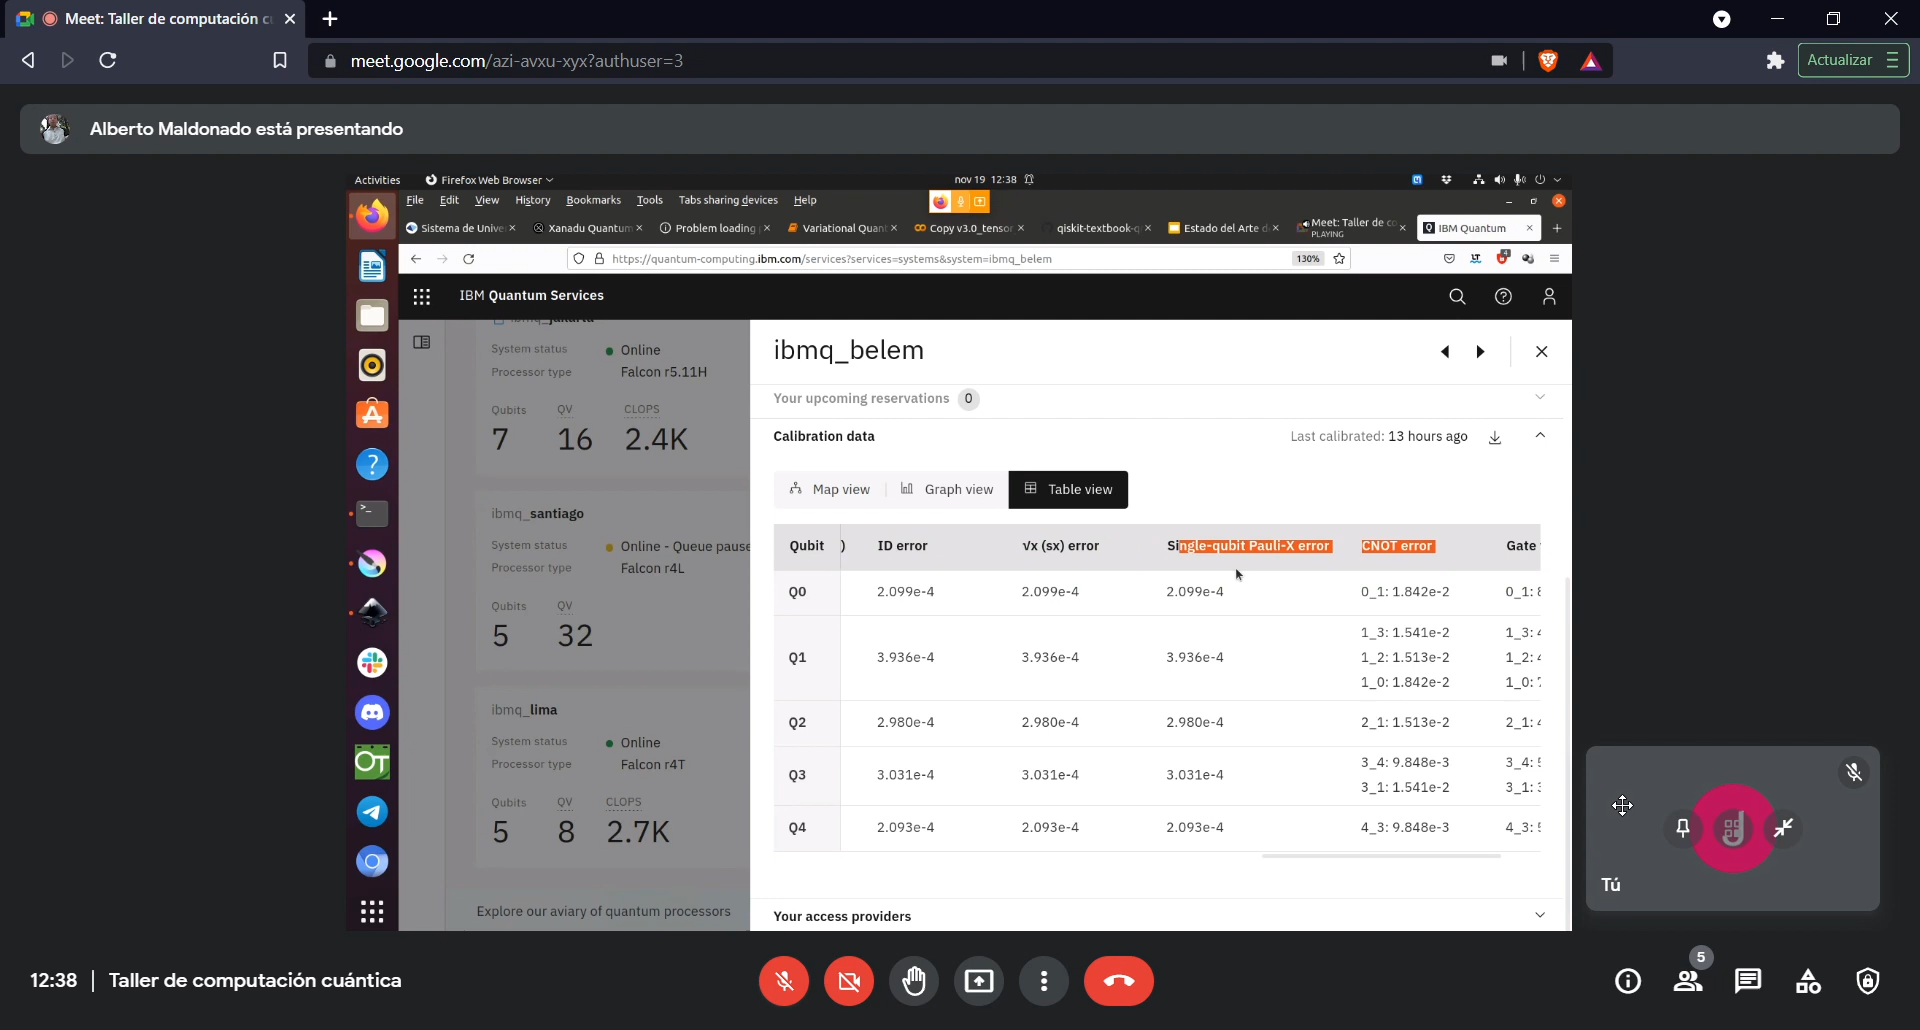 Meet: Taller de computación c
meet.google.com/azi-avxu-xyx?authuser=3
Actualizar
Alberto Maldonado está presentando
Activities
Firefox Web Browser
nov 19 12:38
File Edit View History Bookmarks Tools Tabs sharing devices Help
Sistema de Unive
Xanadu Quantum
Problem loading
Variational Quan
Copy v3.0_tensor
qiskit-textbook-q
Estado del Arte d
Meet: Taller de co
PLAYING
IBM Quantum
https://quantum-computing.ibm.com/services?services=systems&system=ibmq_belem
130%
IBM Quantum Services
System status Online
Processor type Falcon r5.11H
Qubits QV CLOPS
7 16 2.4K
ibmq_santiago
System status Online - Queue pause
Processor type Falcon r4L
Qubits QV
5 32
ibmq_lima
System status Online
Processor type Falcon r4T
Qubits QV CLOPS
5 8 2.7K
Explore our aviary of quantum processors
ibmq_belem
Your upcoming reservations 0
Calibration data
Last calibrated: 13 hours ago
Map view Graph view Table view
Qubit ) ID error √x (sx) error Single-qubit Pauli-X error CNOT error Gate
Q0 2.099e-4 2.099e-4 2.099e-4 0_1: 1.842e-2 0_1:
1_3: 1.541e-2 1_3:
Q1 3.936e-4 3.936e-4 3.936e-4 1_2: 1.513e-2 1_2:
1_0: 1.842e-2 1_0:
Q2 2.980e-4 2.980e-4 2.980e-4 2_1: 1.513e-2 2_1:
3_4: 9.848e-3 3_4:
Q3 3.031e-4 3.031e-4 3.031e-4
3_1: 1.541e-2 3_1:
Q4 2.093e-4 2.093e-4 2.093e-4 4_3: 9.848e-3 4_3:
Your access providers
Tú
12:38 | Taller de computación cuántica
5